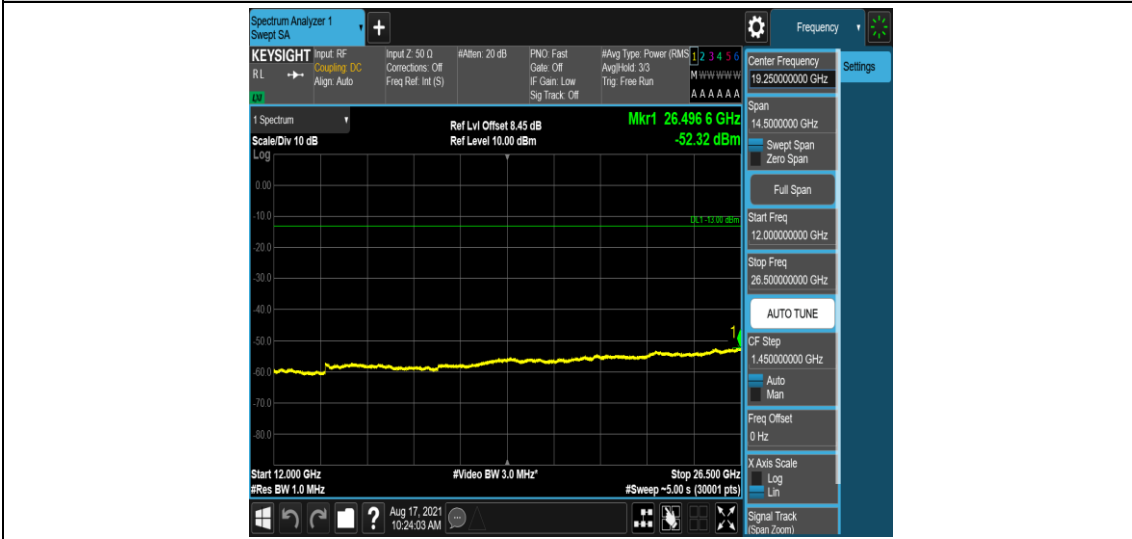 Spectrum Analyzer 1
Swept SA
+
Frequency
KEYSIGHT
RL
LXI
Input: RF
Coupling: DC
Align: Auto
Input Z: 50 Ω
Corrections: Off
Freq Ref: Int (S)
#Atten: 20 dB
PNO: Fast
Gate: Off
IF Gain: Low
Sig Track: Off
#Avg Type: Power (RMS
Avg|Hold: 3/3
Trig: Free Run
1 2 3 4 5 6
M W W W W W
A A A A A A
1 Spectrum
Scale/Div 10 dB
Log
Ref Lvl Offset 8.45 dB
Ref Level 10.00 dBm
Mkr1 26.496 6 GHz
-52.32 dBm
0.00
-10.0
DL1 -13.00 dBm
-20.0
-30.0
-40.0
1
-50.0
-60.0
-70.0
-80.0
Start 12.000 GHz
#Res BW 1.0 MHz
#Video BW 3.0 MHz*
Stop 26.500 GHz
#Sweep ~5.00 s (30001 pts)
?
Aug 17, 2021
10:24:03 AM
Center Frequency
19.250000000 GHz
Settings
Span
14.5000000 GHz
Swept Span
Zero Span
Full Span
Start Freq
12.000000000 GHz
Stop Freq
26.500000000 GHz
AUTO TUNE
CF Step
1.450000000 GHz
Auto
Man
Freq Offset
0 Hz
X Axis Scale
Log
Lin
Signal Track
(Span Zoom)